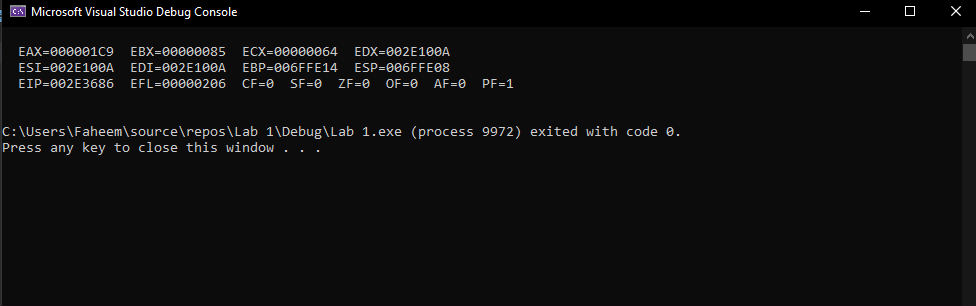 Microsoft Visual Studio Debug Console
EAX=000001C9 EBX=00000085 ECX=00000064 EDX=002E100A
ESI=002E100A EDI=002E100A EBP=006FFE14 ESP=006FFE08
EIP=002E3686 EFL=00000206 CF=0 SF=0 ZF=0 OF=0 AF=0 PF=1
C:\Users\Faheem\source\repos\Lab 1\Debug\Lab 1.exe (process 9972) exited with code 0.
Press any key to close this window . . .